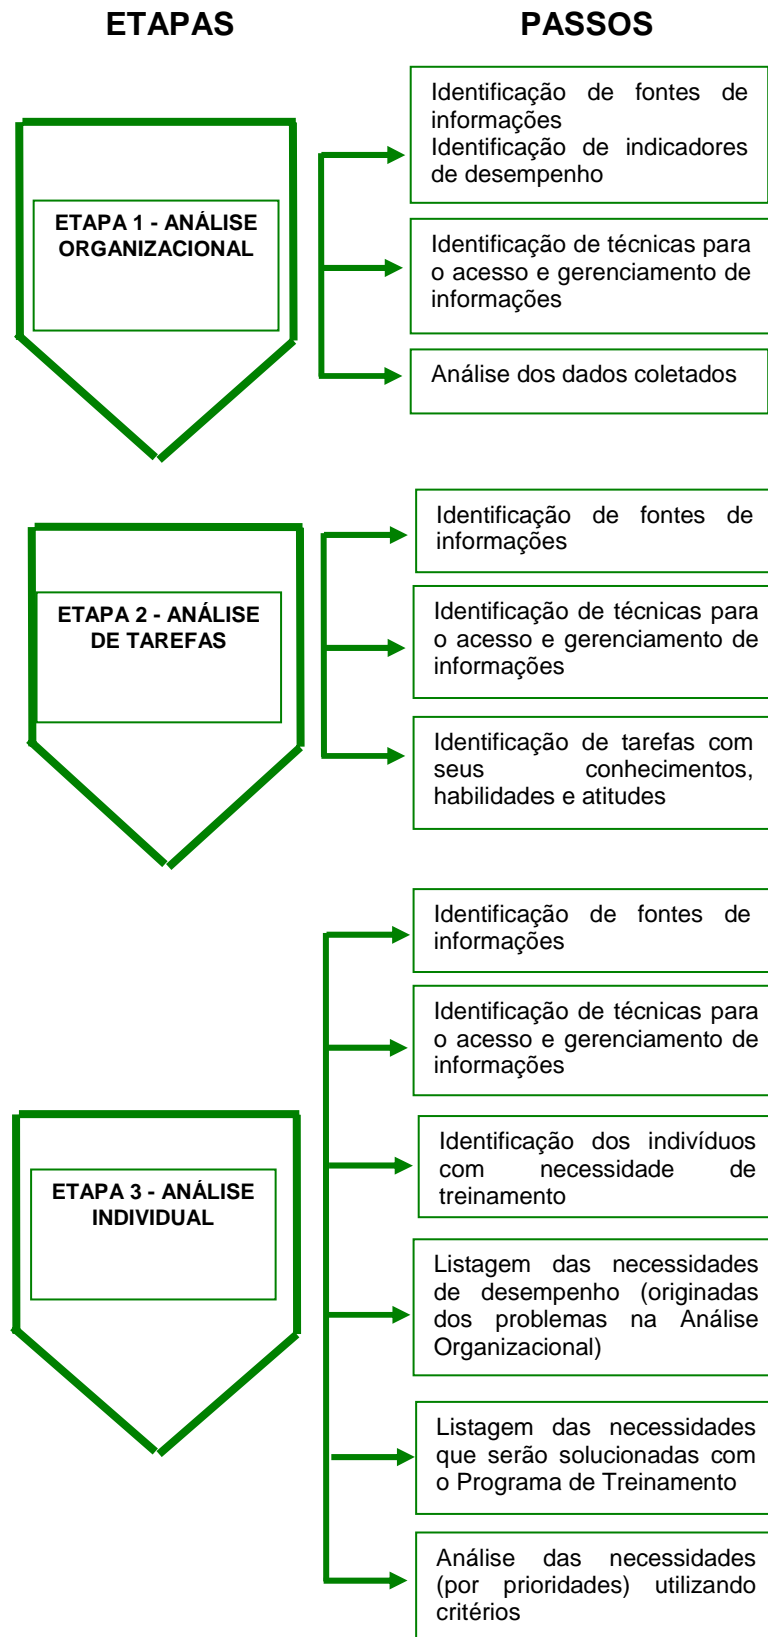 ETAPAS
PASSOS
ETAPA 1 - ANÁLISE
ORGANIZACIONAL
Identificação de fontes de
informações
Identificação de indicadores
de desempenho
Identificação de técnicas para
o acesso e gerenciamento de
informações
Análise dos dados coletados
ETAPA 2 - ANÁLISE
DE TAREFAS
Identificação de fontes de
informações
Identificação de técnicas para
o acesso e gerenciamento de
informações
Identificação de tarefas com
seus conhecimentos,
habilidades e atitudes
ETAPA 3 - ANÁLISE
INDIVIDUAL
Identificação de fontes de
informações
Identificação de técnicas para
o acesso e gerenciamento de
informações
Identificação dos indivíduos
com necessidade de
treinamento
Listagem das necessidades
de desempenho (originadas
dos problemas na Análise
Organizacional)
Listagem das necessidades
que serão solucionadas com
o Programa de Treinamento
Análise das necessidades
(por prioridades) utilizando
critérios